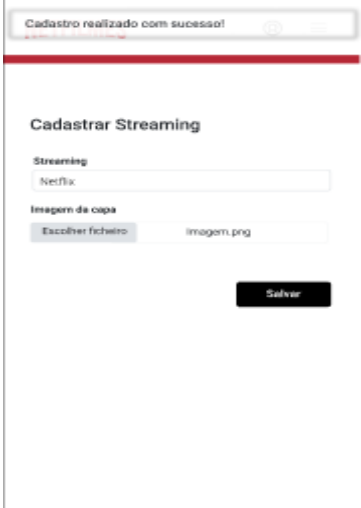 Cadastro realizado com sucesso!
Cadastrar Streaming
Streaming
Netflix
Imagem da capa
Escolher ficheiro Imagem.png
Salvar